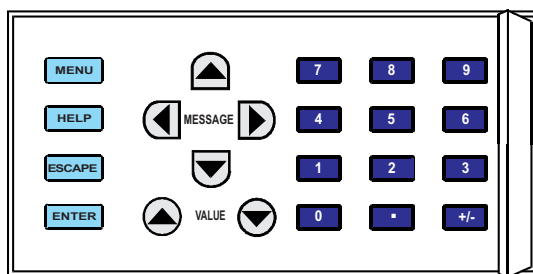 MENU 7 8 9
HELP MESSAGE 4 5 6
ESCAPE 1 2 3
ENTER VALUE 0 . +/-